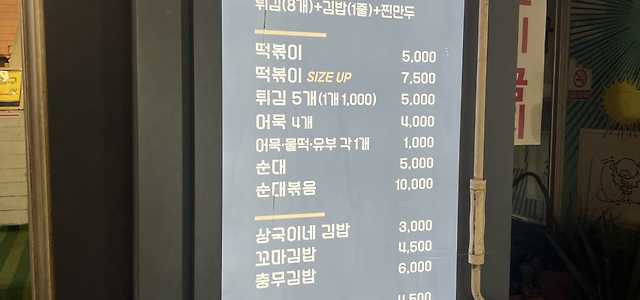 튀김(8개)+김밥(1줄)+찐만두
떡볶이 5,000
떡볶이 SIZE UP 7,500
튀김 5개(1개 1,000) 5,000
어묵 4개 4,000
어묵·물떡·유부 각1개 1,000
순대 5,000
순대볶음 10,000
상국이네 김밥 3,000
꼬마김밥 4,500
충무김밥 6,000
4,500